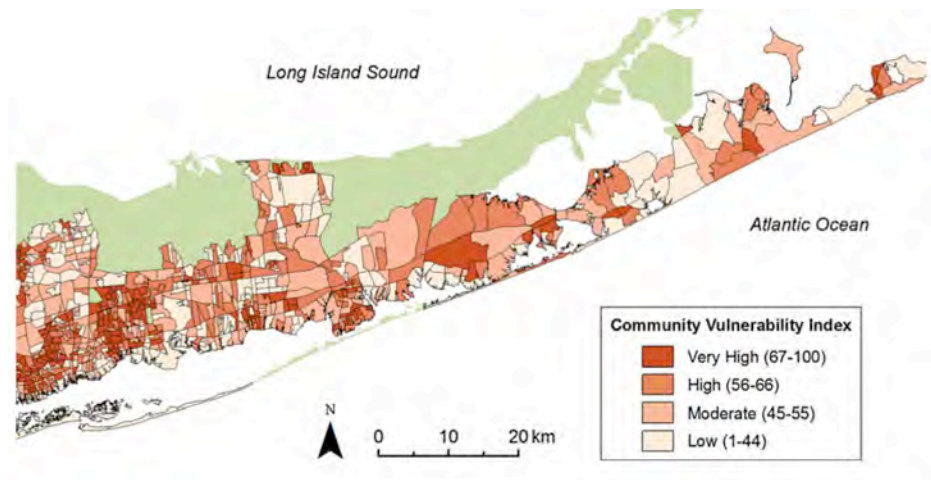 Long Island Sound
Atlantic Ocean
Community Vulnerability Index
Very High (67-100)
High (56-66)
Moderate (45-55)
Low (1-44)
N
0 10 20 km